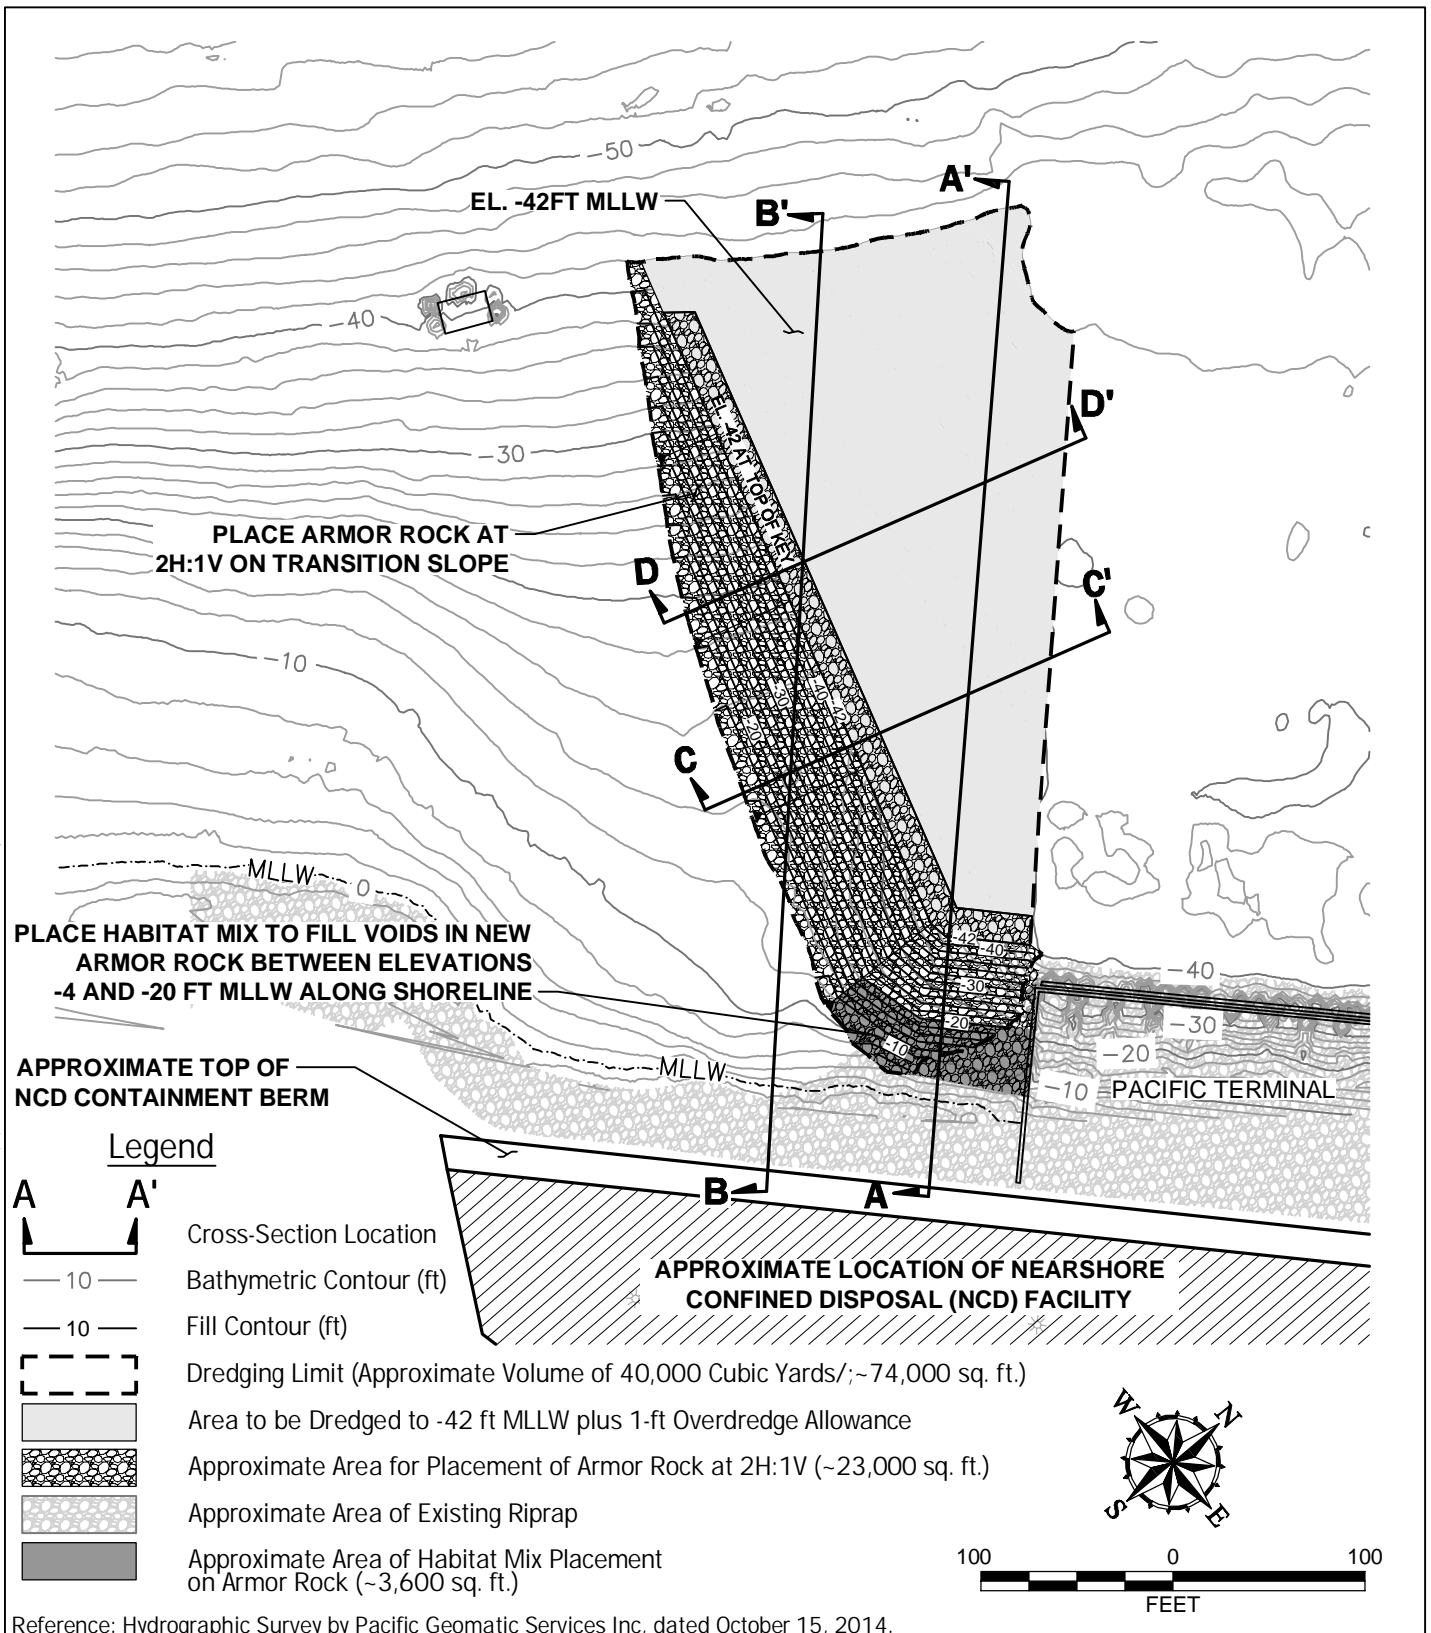 -50
A'
EL. -42FT MLLW
B'
-40
D'
EL. -42 AT TOP OF KEY
-30
PLACE ARMOR ROCK AT
2H:1V ON TRANSITION SLOPE
D
C'
-10
-40
-42
-30
-20
C
MLLW
0
PLACE HABITAT MIX TO FILL VOIDS IN NEW
ARMOR ROCK BETWEEN ELEVATIONS
-4 AND -20 FT MLLW ALONG SHORELINE
-42
-40
-30
-20
-10
-40
-30
-20
-10
PACIFIC TERMINAL
MLLW
APPROXIMATE TOP OF
NCD CONTAINMENT BERM
B
A
APPROXIMATE LOCATION OF NEARSHORE
CONFINED DISPOSAL (NCD) FACILITY
Legend
A A'
Cross-Section Location
10
Bathymetric Contour (ft)
10
Fill Contour (ft)
Dredging Limit (Approximate Volume of 40,000 Cubic Yards/;~74,000 sq. ft.)
Area to be Dredged to -42 ft MLLW plus 1-ft Overdredge Allowance
Approximate Area for Placement of Armor Rock at 2H:1V (~23,000 sq. ft.)
Approximate Area of Existing Riprap
Approximate Area of Habitat Mix Placement
on Armor Rock (~3,600 sq. ft.)
W
N
S
E
100 0 100
FEET
Reference: Hydrographic Survey by Pacific Geomatic Services Inc. dated October 15, 2014.